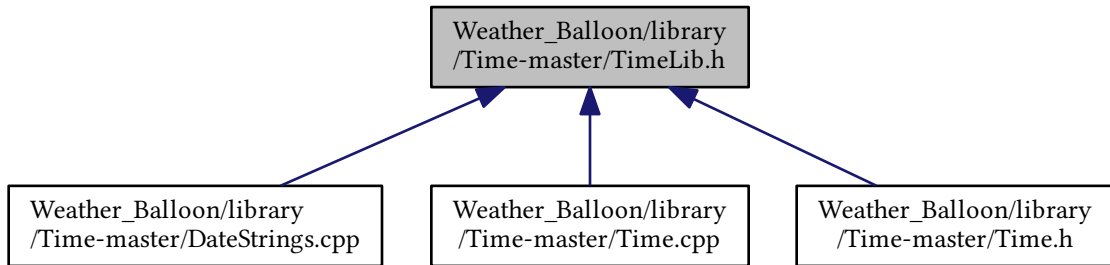 Weather_Balloon/library
/Time-master/TimeLib.h
Weather_Balloon/library
/Time-master/DateStrings.cpp
Weather_Balloon/library
/Time-master/Time.cpp
Weather_Balloon/library
/Time-master/Time.h